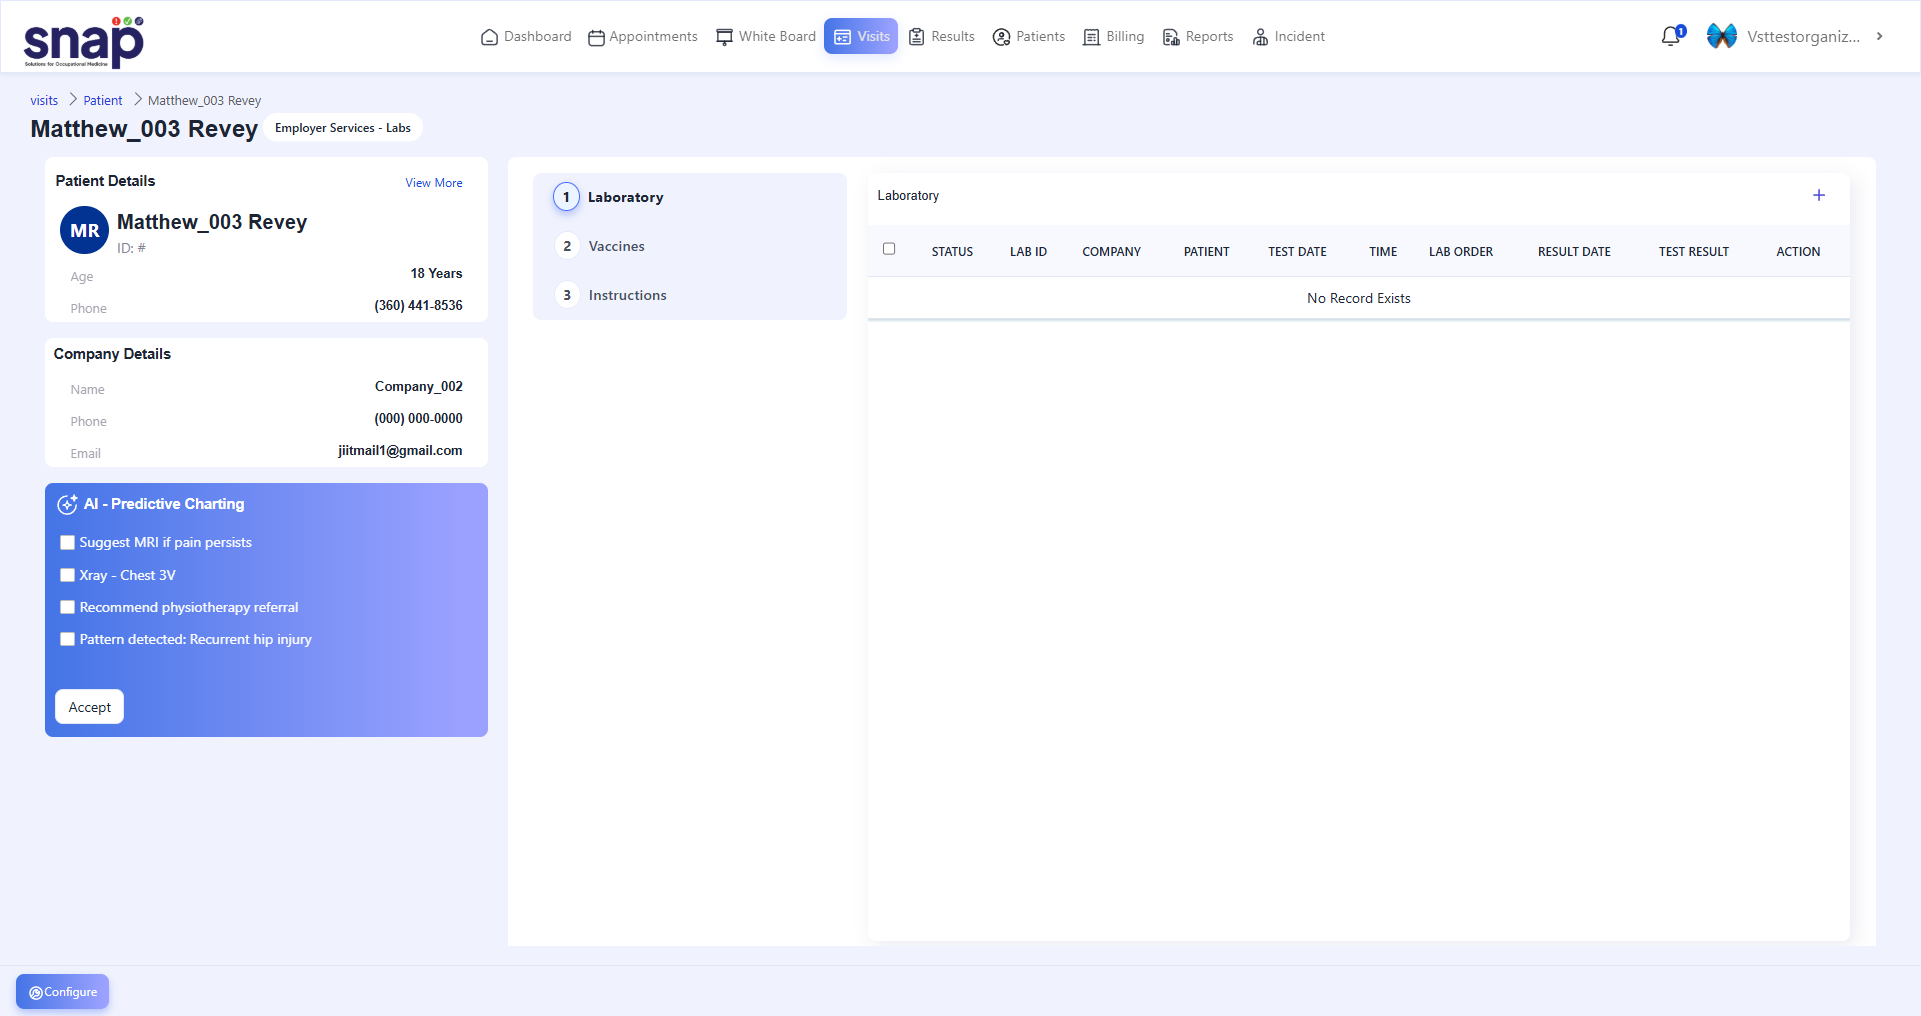 snap
Solutions for Occupational Medicine
Dashboard
Appointments
White Board
Visits
Results
Patients
Billing
Reports
Incident
1
Vsttestorganiz...
visits
Patient
Matthew_003 Revey
Matthew_003 Revey
Employer Services - Labs
Patient Details
View More
MR
Matthew_003 Revey
ID: #
Age
18 Years
Phone
(360) 441-8536
Company Details
Name
Company_002
Phone
(000) 000-0000
Email
jiitmail1@gmail.com
AI - Predictive Charting
Suggest MRI if pain persists
Xray - Chest 3V
Recommend physiotherapy referral
Pattern detected: Recurrent hip injury
Accept
1 Laboratory
2 Vaccines
3 Instructions
Laboratory
STATUS LAB ID COMPANY PATIENT TEST DATE TIME LAB ORDER RESULT DATE TEST RESULT ACTION
No Record Exists
Configure